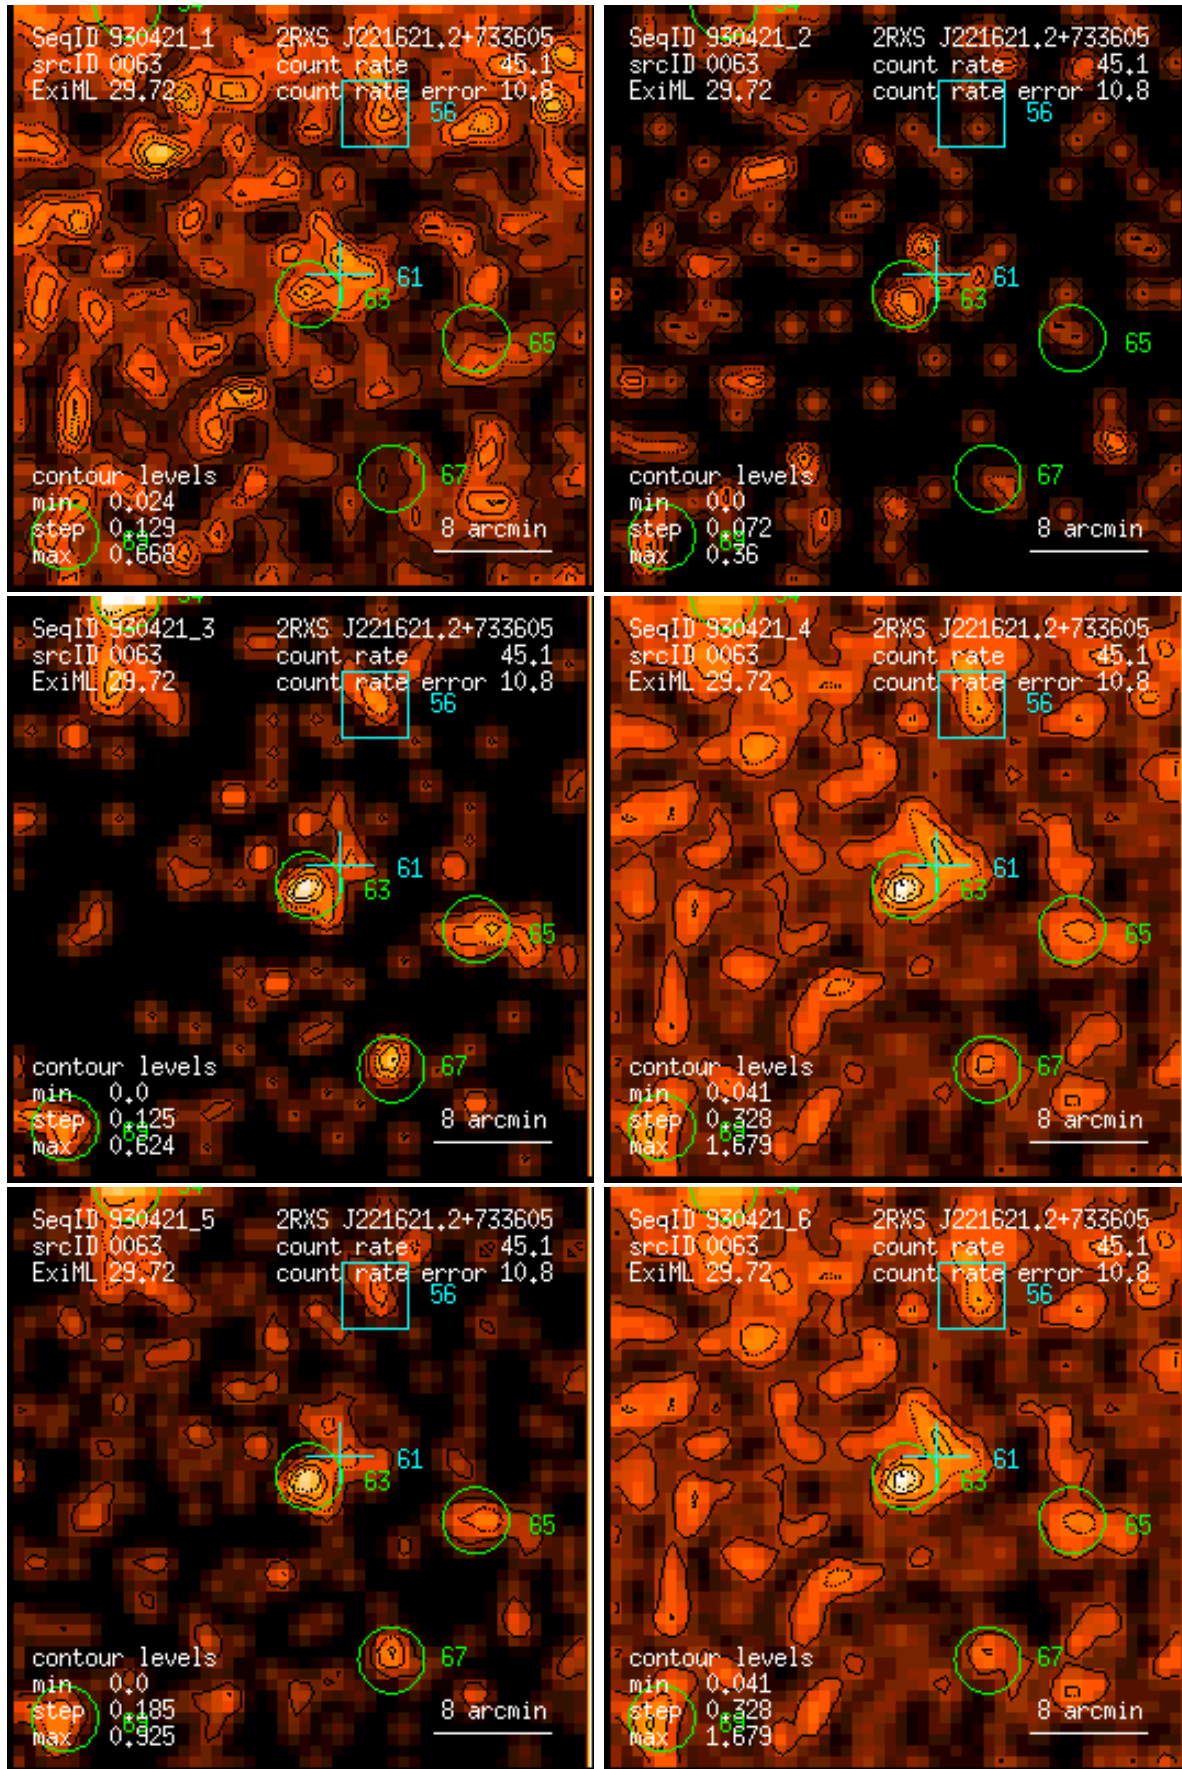 SeqID 930421_1 2RXS J221621.2+733605
srcID 0063 count rate 45.1
ExiML 29.72 count rate error 10.8
56
61
63
65
contour levels
67
min 0.024
step 0.129 8 arcmin
69
max 0.668
SeqID 930421_2 2RXS J221621.2+733605
srcID 0063 count rate 45.1
ExiML 29.72 count rate error 10.8
56
61
63
65
contour levels
67
min 0.0
step 0.072 8 arcmin
69
max 0.36
SeqID 930421_3 2RXS J221621.2+733605
srcID 0063 count rate 45.1
ExiML 29.72 count rate error 10.8
56
61
63
65
contour levels
67
min 0.0
step 0.125 8 arcmin
69
max 0.624
SeqID 930421_4 2RXS J221621.2+733605
srcID 0063 count rate 45.1
ExiML 29.72 count rate error 10.8
56
61
63
65
contour levels
67
min 0.041
step 0.328 8 arcmin
69
max 1.679
SeqID 930421_5 2RXS J221621.2+733605
srcID 0063 count rate 45.1
ExiML 29.72 count rate error 10.8
56
61
63
65
contour levels
67
min 0.0
step 0.185 8 arcmin
69
max 0.925
SeqID 930421_6 2RXS J221621.2+733605
srcID 0063 count rate 45.1
ExiML 29.72 count rate error 10.8
56
61
63
65
contour levels
67
min 0.041
step 0.328 8 arcmin
69
max 1.679